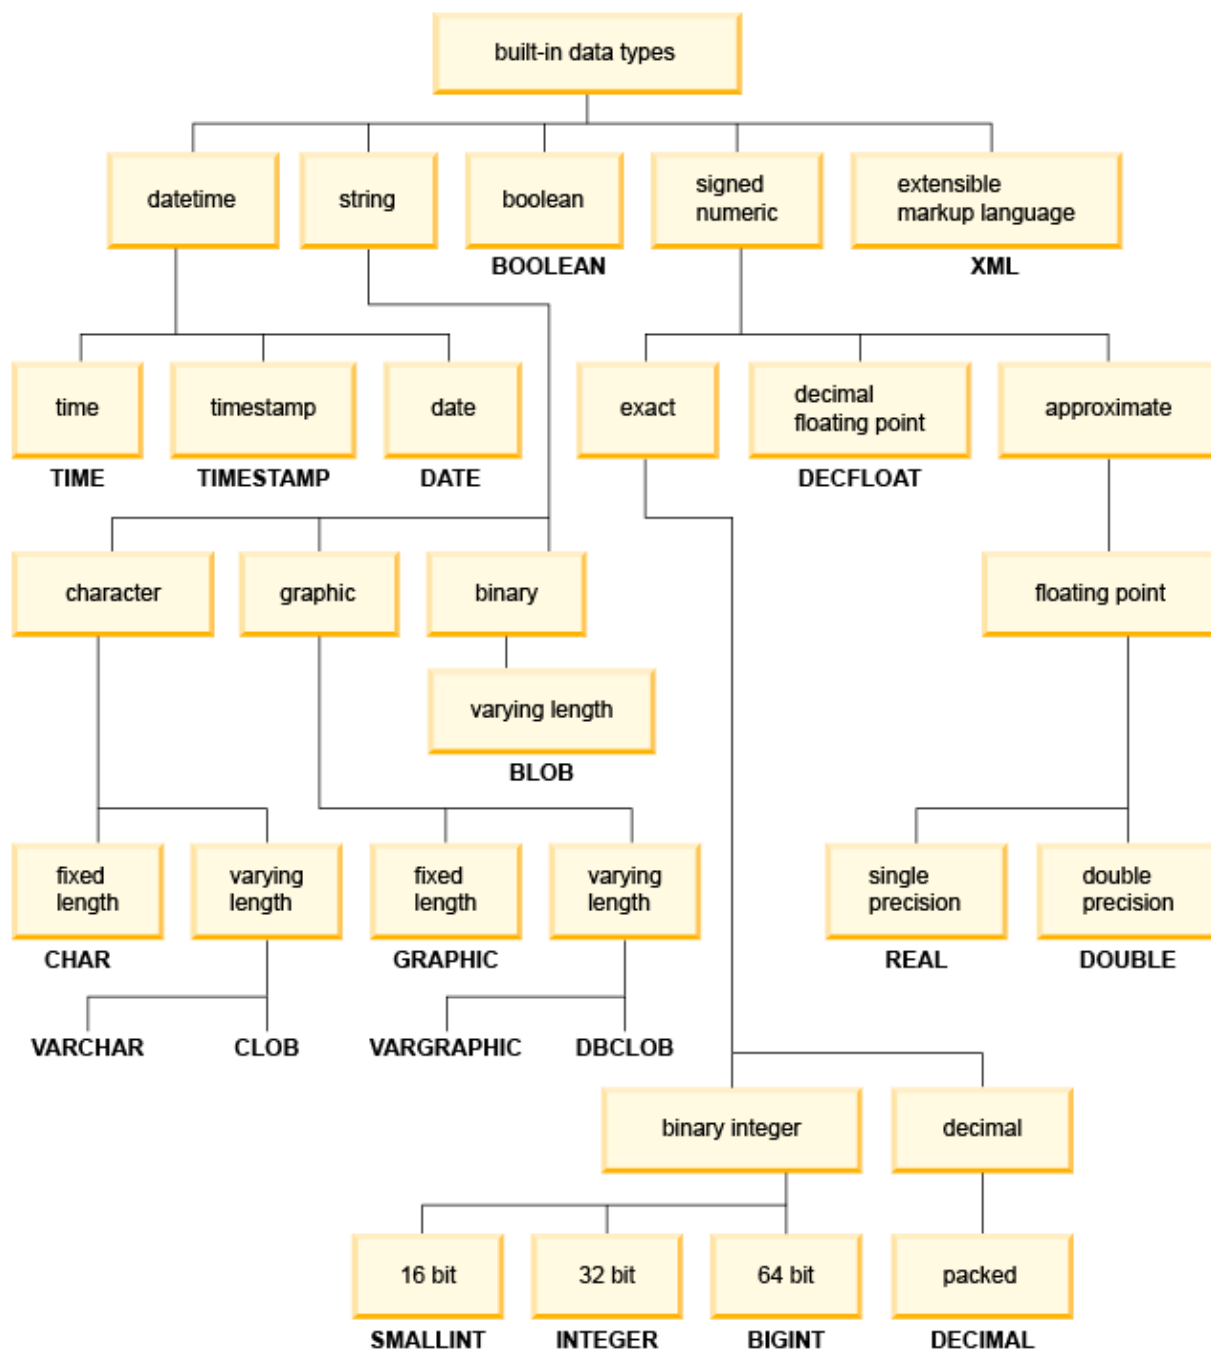 built-in data types
datetime
string
boolean
signed
numeric
extensible
markup language
BOOLEAN
XML
time
timestamp
date
exact
decimal
floating point
approximate
TIME
TIMESTAMP
DATE
DECFLOAT
character
graphic
binary
floating point
varying length
BLOB
fixed
length
varying
length
fixed
length
varying
length
single
precision
double
precision
CHAR
GRAPHIC
REAL
DOUBLE
VARCHAR
CLOB
VARGRAPHIC
DBCLOB
binary integer
decimal
16 bit
32 bit
64 bit
packed
SMALLINT
INTEGER
BIGINT
DECIMAL